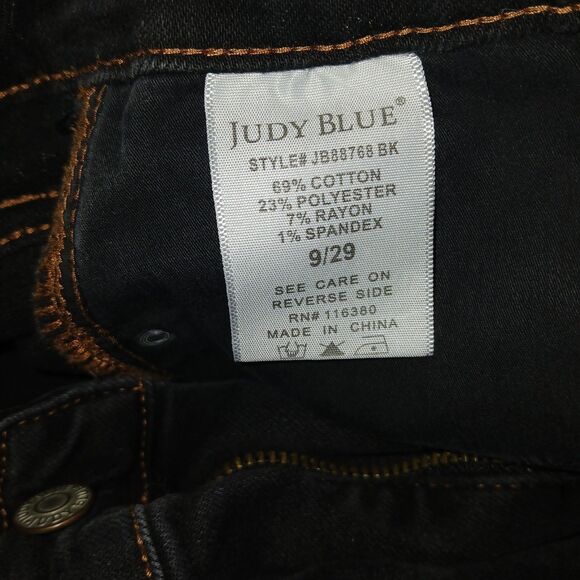 JUDY BLUE®
STYLE# JB88768 BK
69% COTTON
23% POLYESTER
7% RAYON
1% SPANDEX
9/29
SEE CARE ON
REVERSE SIDE
RN# 116380
MADE IN CHINA